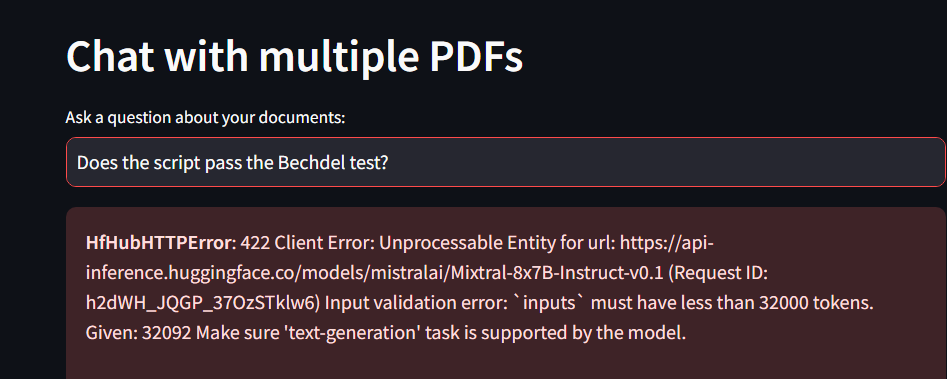 Chat with multiple PDFs
Ask a question about your documents:
Does the script pass the Bechdel test?
HfHubHTTPError: 422 Client Error: Unprocessable Entity for url: https://api-
inference.huggingface.co/models/mistralai/Mixtral-8x7B-Instruct-v0.1 (Request ID:
h2dWH_JQGP_37OzSTklw6) Input validation error: `inputs` must have less than 32000 tokens.
Given: 32092 Make sure 'text-generation' task is supported by the model.